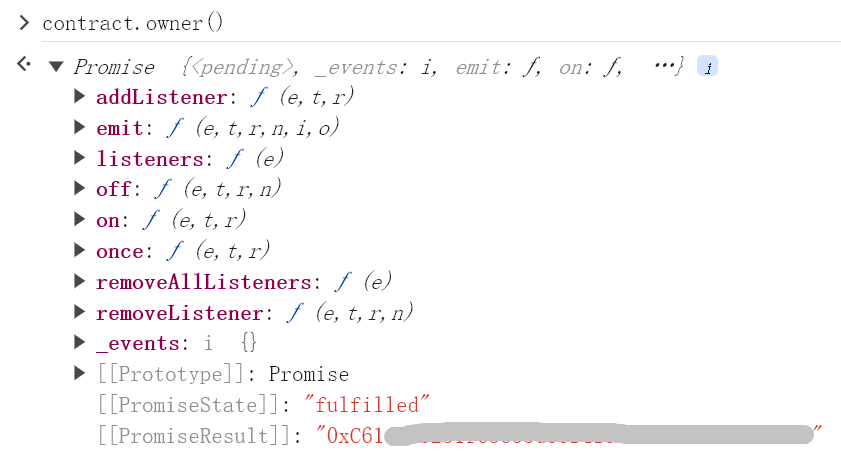 > contract.owner()
Promise {<pending>, _events: i, emit: ƒ, on: ƒ, …} i
addListener: ƒ (e,t,r)
emit: ƒ (e,t,r,n,i,o)
listeners: ƒ (e)
off: ƒ (e,t,r,n)
on: ƒ (e,t,r)
once: ƒ (e,t,r)
removeAllListeners: ƒ (e)
removeListener: ƒ (e,t,r,n)
_events: i {}
[[Prototype]]: Promise
[[PromiseState]]: "fulfilled"
[[PromiseResult]]: "0xC61 "